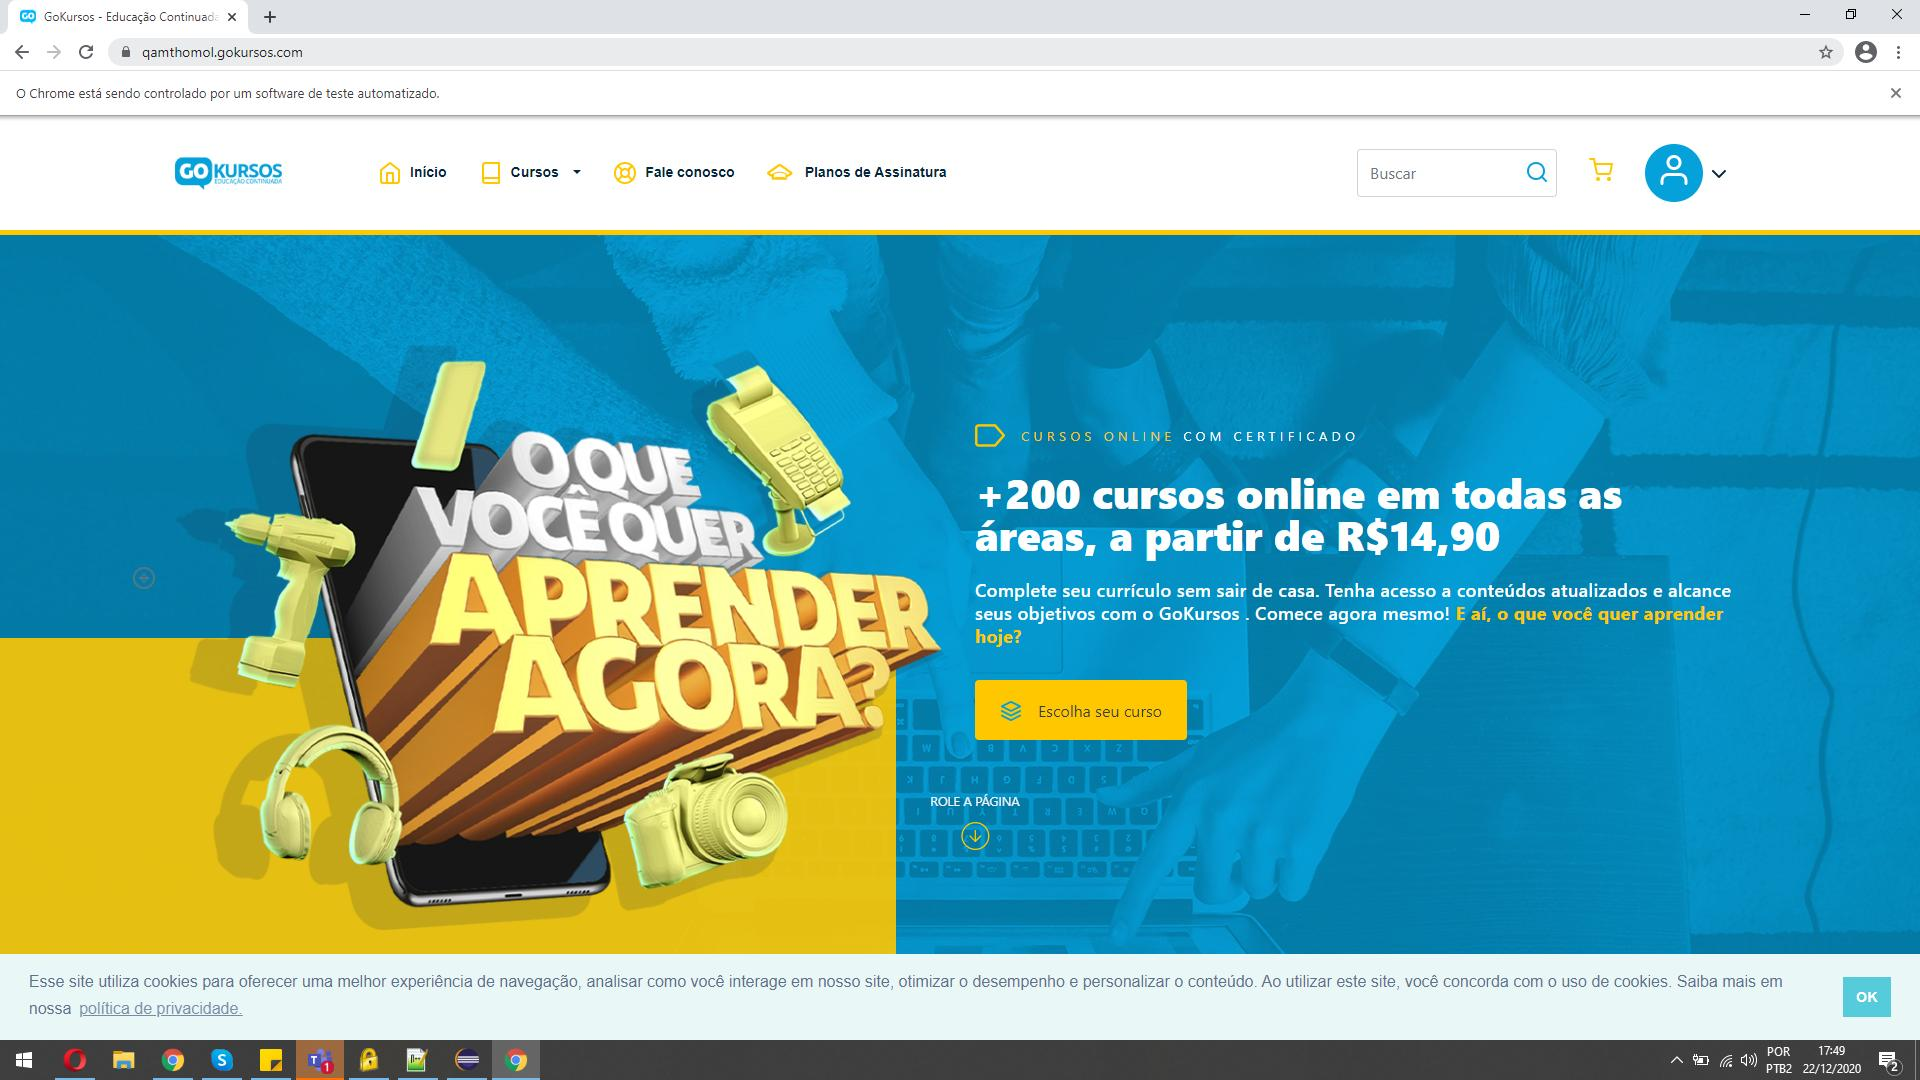 GoKursos - Educação Continuada
qamthomol.gokursos.com
O Chrome está sendo controlado por um software de teste automatizado.
GO KURSOS
EDUCAÇÃO CONTINUADA
Início
Cursos
Fale conosco
Planos de Assinatura
Buscar
O QUE
VOCÊ QUER
APRENDER
AGORA?
CURSOS ONLINE COM CERTIFICADO
+200 cursos online em todas as
áreas, a partir de R$14,90
Complete seu currículo sem sair de casa. Tenha acesso a conteúdos atualizados e alcance
seus objetivos com o GoKursos . Comece agora mesmo! E aí, o que você quer aprender
hoje?
Escolha seu curso
ROLE A PÁGINA
Esse site utiliza cookies para oferecer uma melhor experiência de navegação, analisar como você interage em nosso site, otimizar o desempenho e personalizar o conteúdo. Ao utilizar este site, você concorda com o uso de cookies. Saiba mais em
nossa política de privacidade.
OK
POR
PTB2
17:49
22/12/2020
2
1